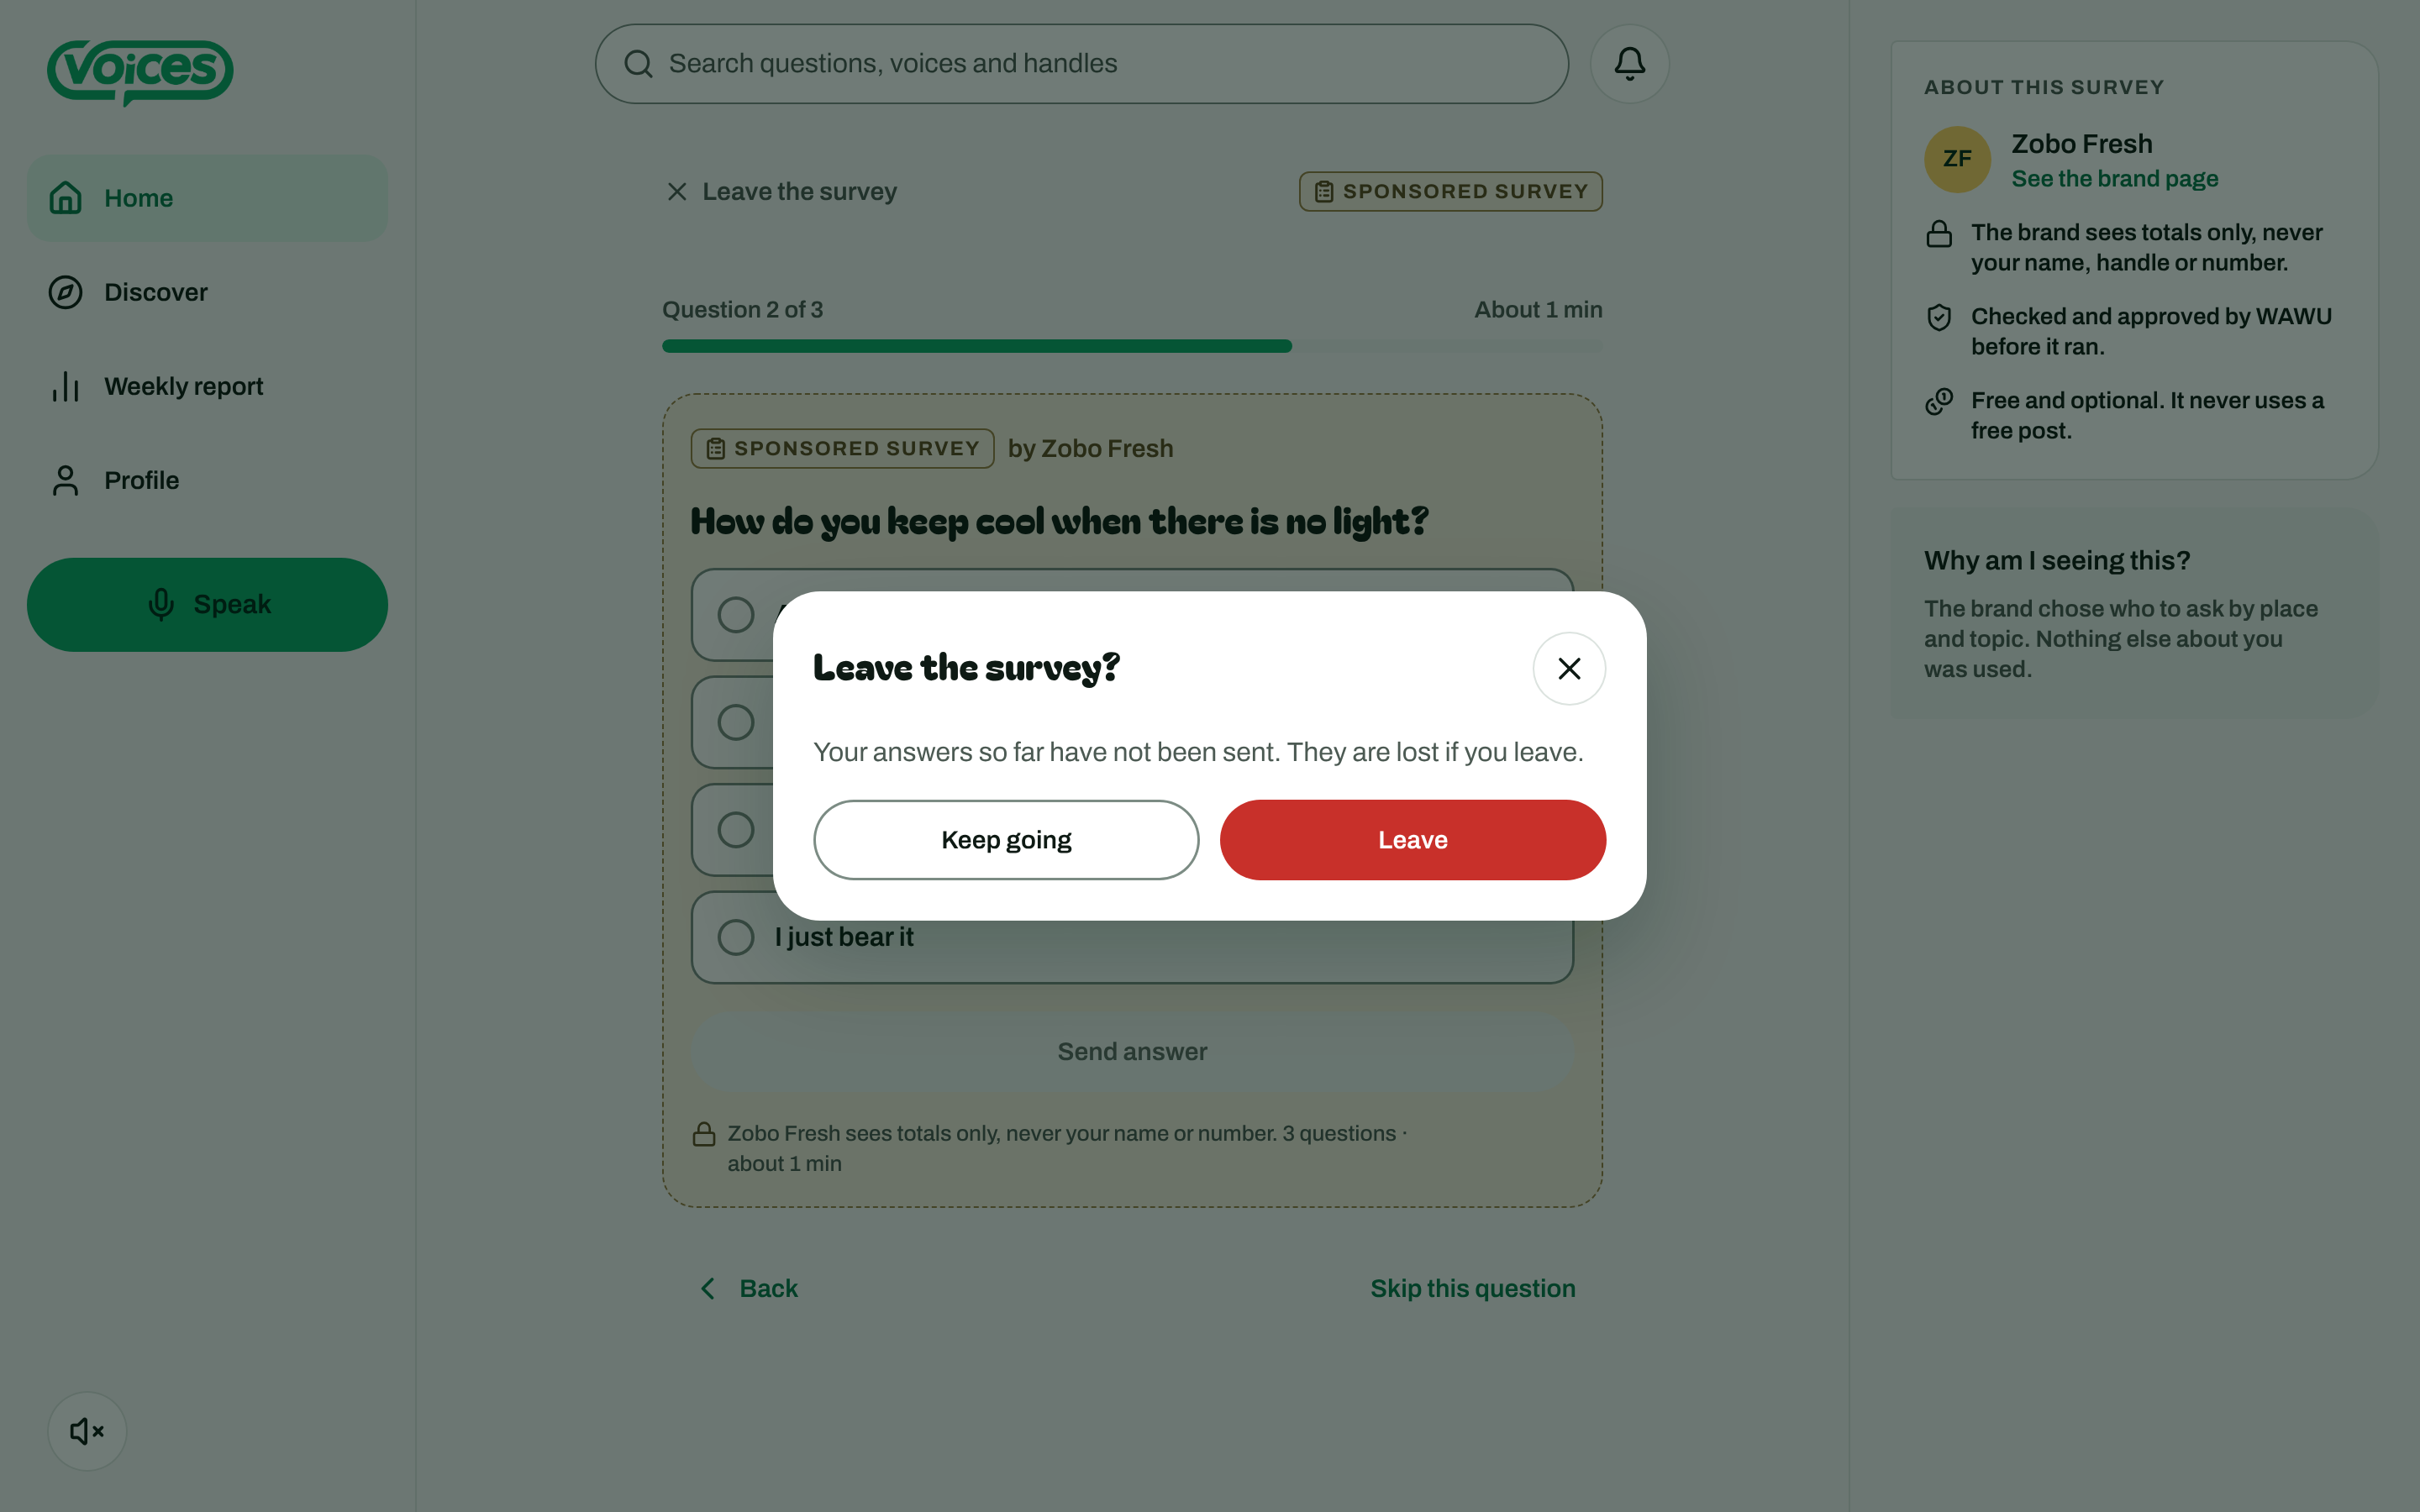 Voices
Home
Discover
Weekly report
Profile
Speak
Search questions, voices and handles
Leave the survey
SPONSORED SURVEY
Question 2 of 3
About 1 min
SPONSORED SURVEY
by Zobo Fresh
How do you keep cool when there is no light?
Leave the survey?
Your answers so far have not been sent. They are lost if you leave.
Keep going
Leave
I just bear it
Send answer
Zobo Fresh sees totals only, never your name or number. 3 questions ·
about 1 min
Back
Skip this question
ABOUT THIS SURVEY
ZF
Zobo Fresh
See the brand page
The brand sees totals only, never
your name, handle or number.
Checked and approved by WAWU
before it ran.
Free and optional. It never uses a
free post.
Why am I seeing this?
The brand chose who to ask by place
and topic. Nothing else about you
was used.